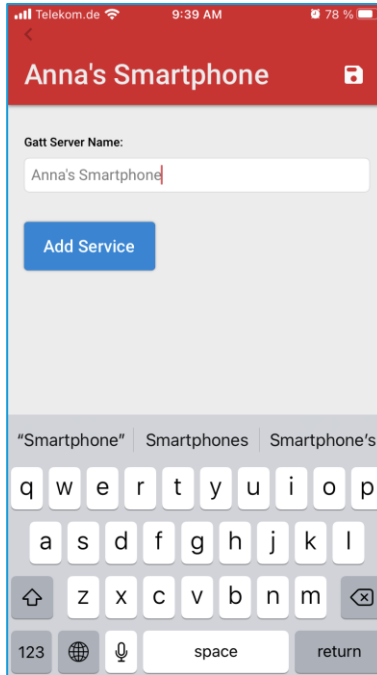 Telekom.de 9:39 AM 78 %
Anna's Smartphone
Gatt Server Name:
Anna's Smartphone
Add Service
“Smartphone” Smartphones Smartphone's
q w e r t y u i o p
a s d f g h j k l
z x c v b n m
123 space return